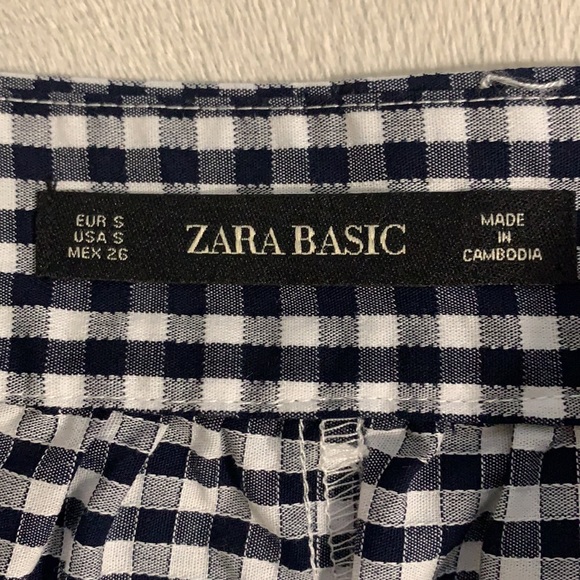 EUR S
USA S
MEX 26
ZARA BASIC
MADE
IN
CAMBODIA